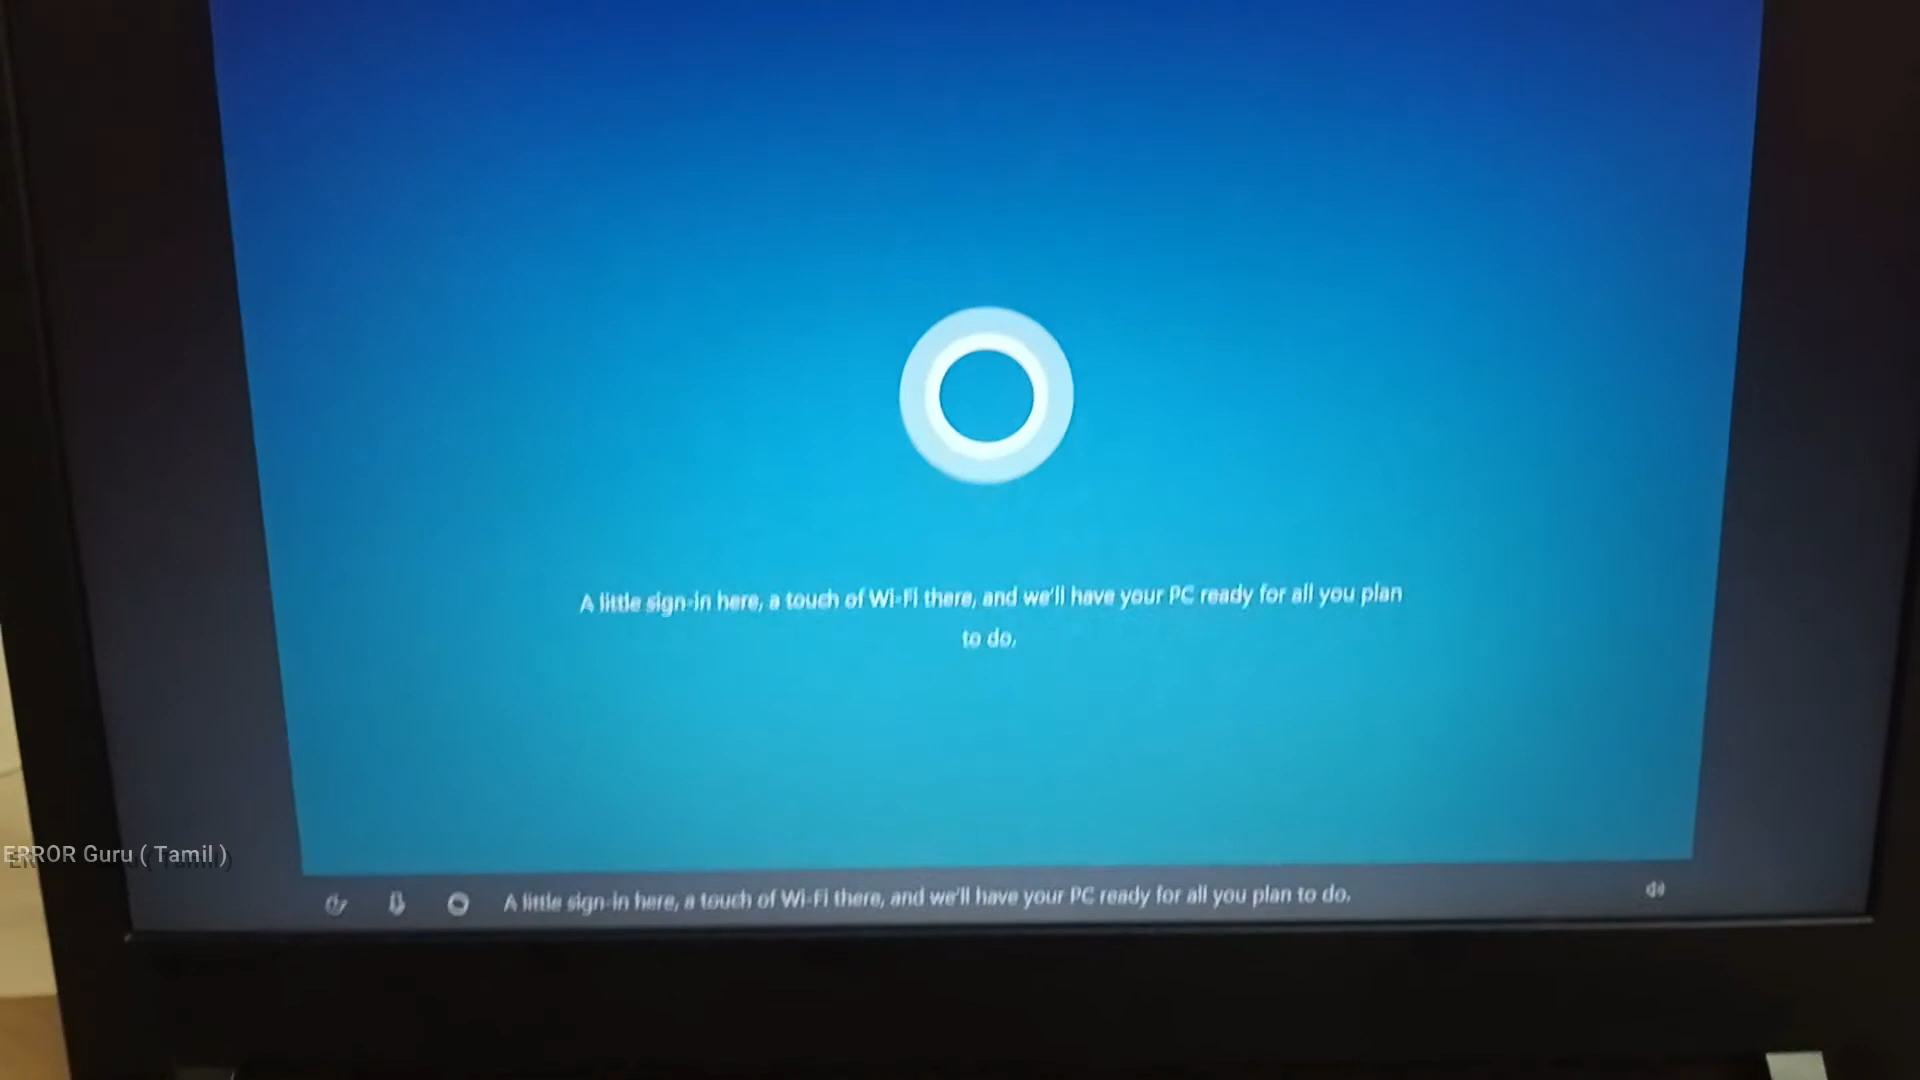 A little sign-in here, a touch of Wi-Fi there, and we'll have your PC ready for all you plan
to do.
ERROR Guru ( Tamil )
A little sign-in here, a touch of Wi-Fi there, and we'll have your PC ready for all you plan to do.